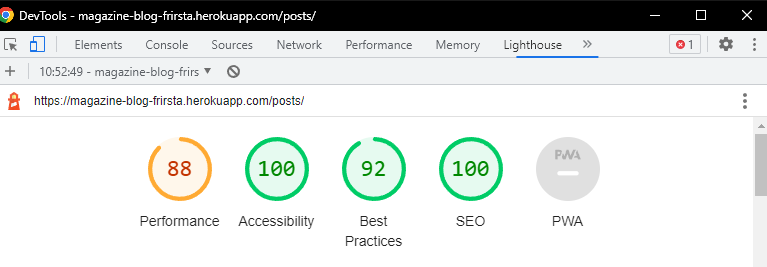 DevTools - magazine-blog-frirsta.herokuapp.com/posts/
Elements Console Sources Network Performance Memory Lighthouse » 1
10:52:49 - magazine-blog-frirs
https://magazine-blog-frirsta.herokuapp.com/posts/
88 100 92 100 PWA
Performance Accessibility Best SEO PWA
Practices